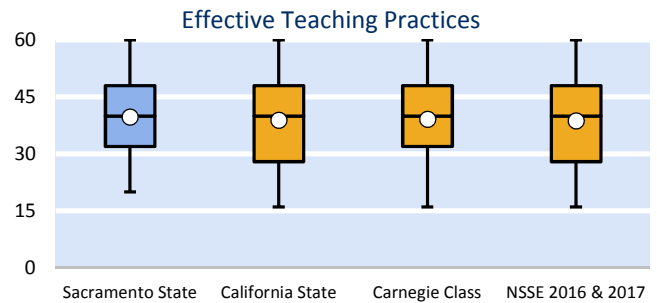 Effective Teaching Practices
60
45
30
15
0
Sacramento State California State Carnegie Class NSSE 2016 & 2017